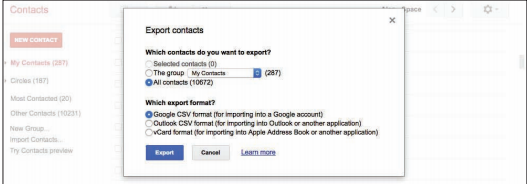 Contacts
Space
NEW CONTACT
My Contacts (287)
Circles (187)
Most Contacted (20)
Other Contacts (10231)
New Group...
Import Contacts...
Try Contacts preview
Export contacts
Which contacts do you want to export?
Selected contacts (0)
The group My Contacts (287)
All contacts (10672)
Which export format?
Google CSV format (for importing into a Google account)
Outlook CSV format (for importing into Outlook or another application)
vCard format (for importing into Apple Address Book or another application)
Export Cancel Learn more